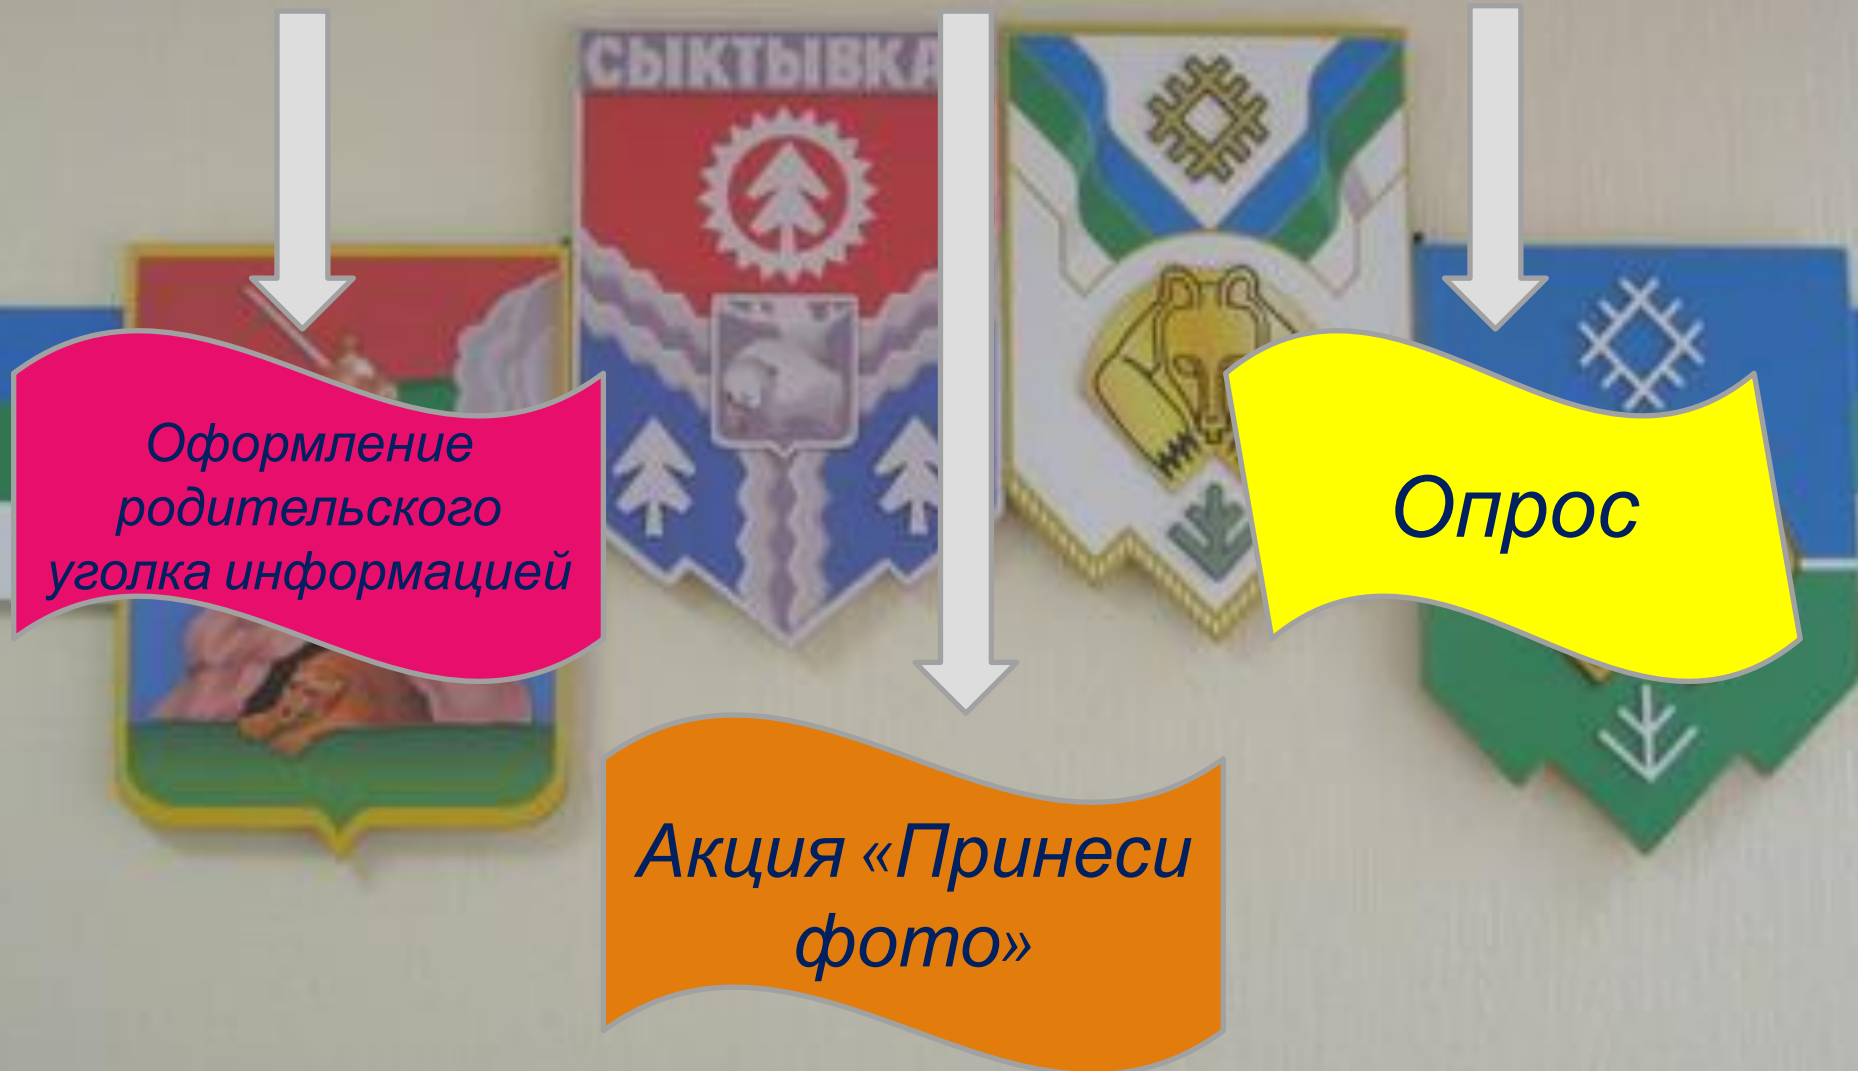 СЫКТЫВКА
Оформление
родительского
уголка информацией
Опрос
Акция «Принеси
фото»